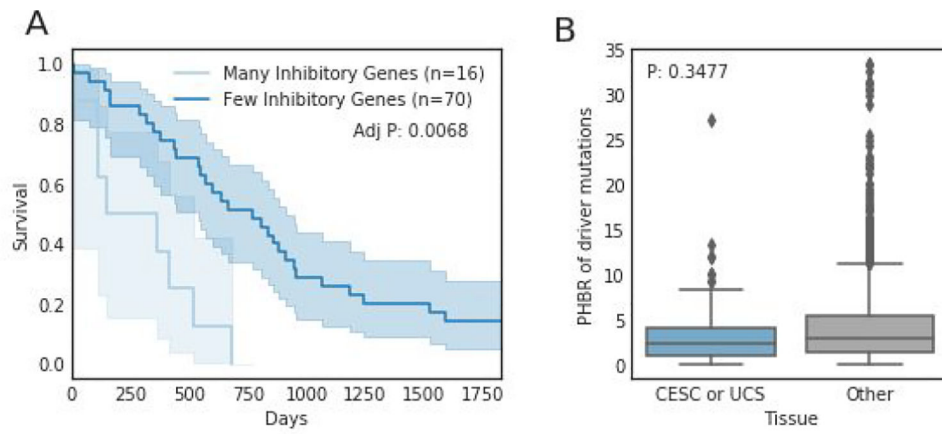 A
1.0
0.8
0.6
0.4
0.2
0.0
Survival
Many Inhibitory Genes (n=16)
Few Inhibitory Genes (n=70)
Adj P: 0.0068
0 250 500 750 1000 1250 1500 1750
Days
B
35
30
25
20
15
10
5
0
PHBR of driver mutations
P: 0.3477
CESC or UCS Other
Tissue